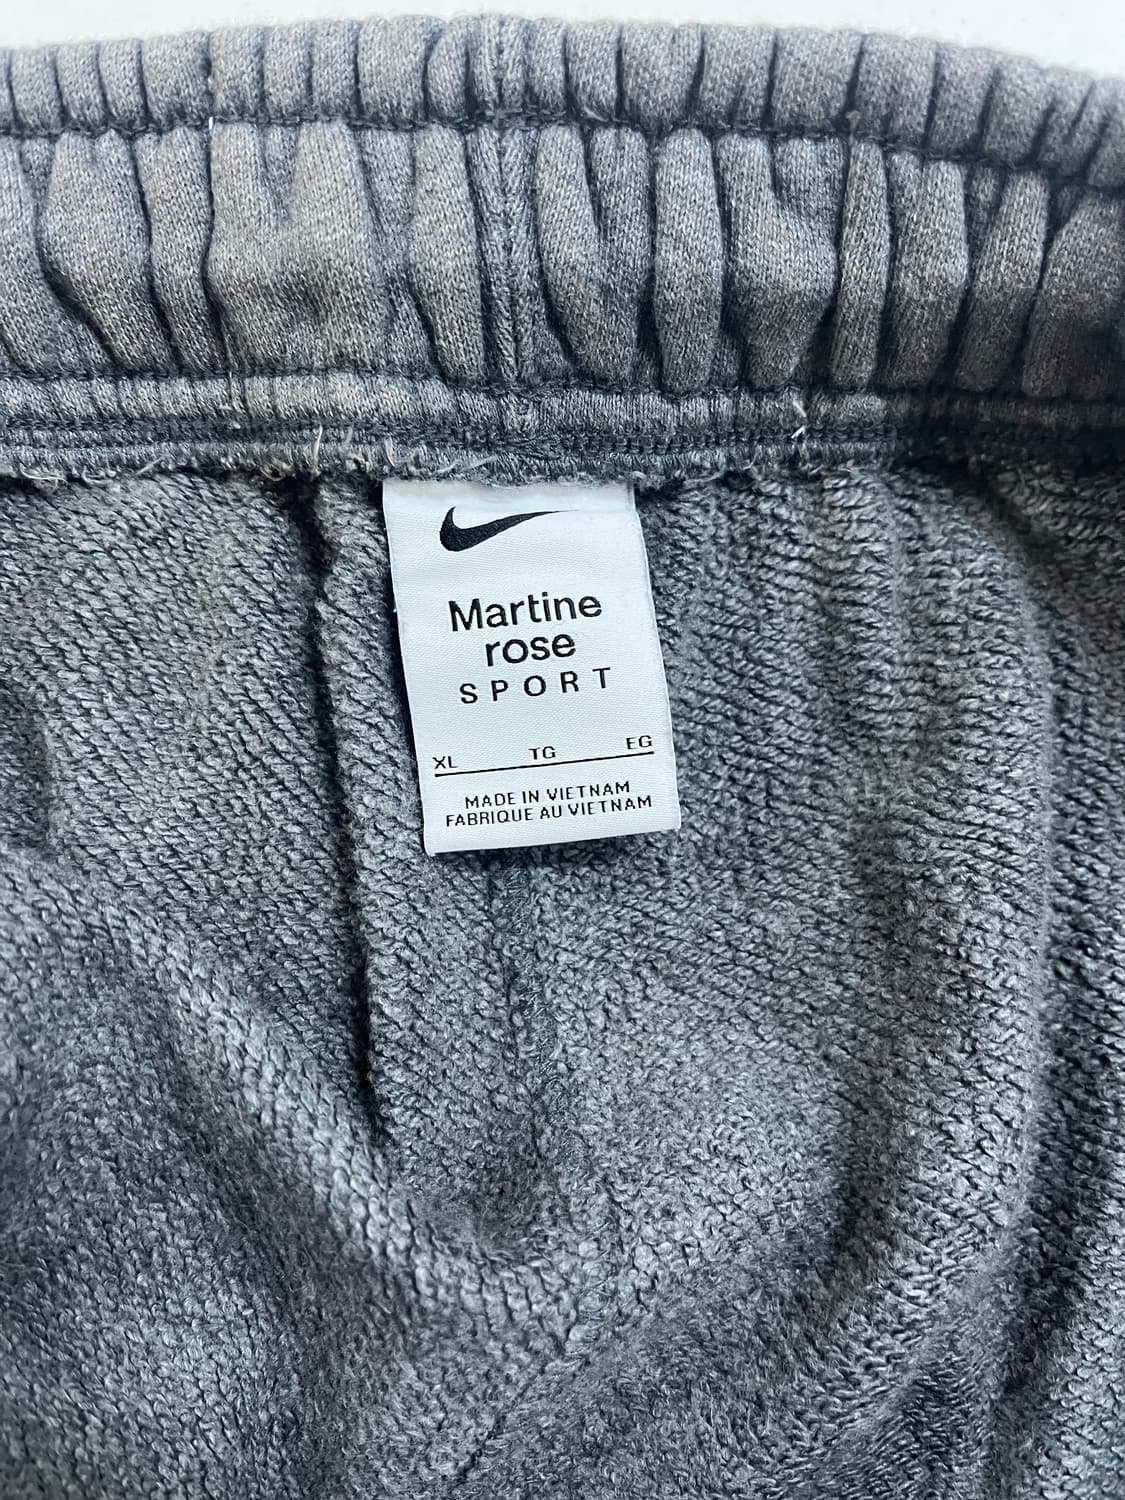 Martine
rose
SPORT
XL TG EG
MADE IN VIETNAM
FABRIQUE AU VIETNAM